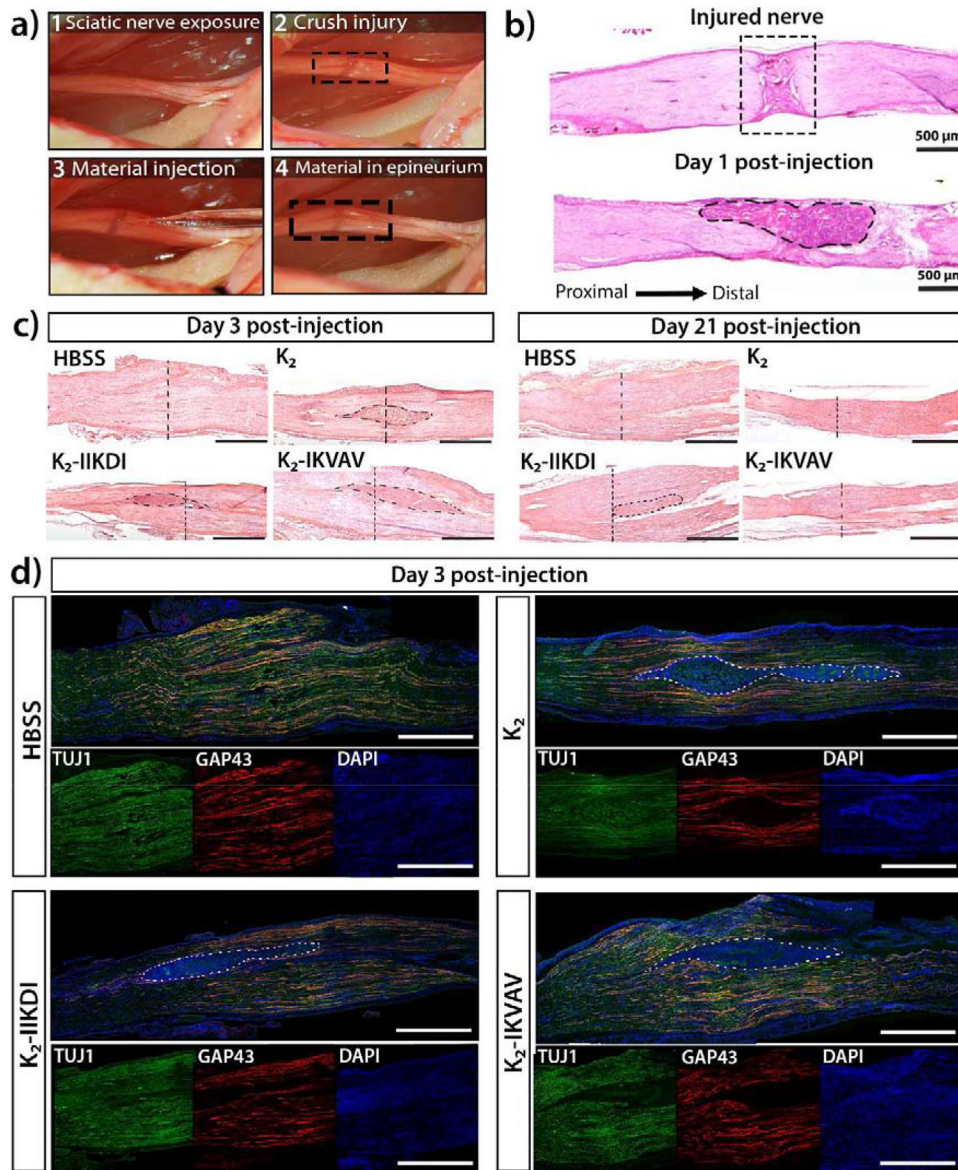 a)
1 Sciatic nerve exposure
2 Crush injury
3 Material injection
4 Material in epineurium
b)
Injured nerve
500 µm
Day 1 post-injection
500 µm
Proximal
Distal
c)
Day 3 post-injection
HBSS
K₂
K₂-IIKDI
K₂-IKVAV
Day 21 post-injection
HBSS
K₂
K₂-IIKDI
K₂-IKVAV
d)
Day 3 post-injection
HBSS
TUJ1
GAP43
DAPI
K₂
TUJ1
GAP43
DAPI
K₂-IIKDI
TUJ1
GAP43
DAPI
K₂-IKVAV
TUJ1
GAP43
DAPI